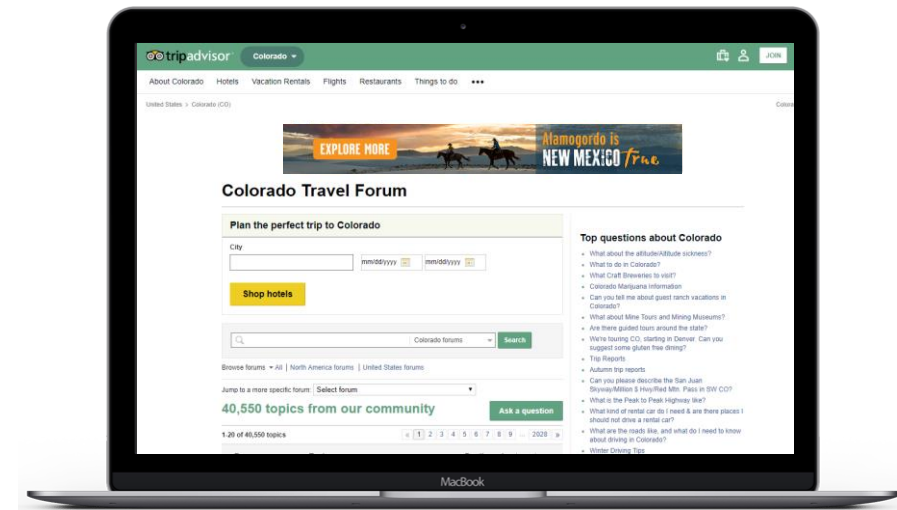 tripadvisor
Colorado
JOIN
About Colorado Hotels Vacation Rentals Flights Restaurants Things to do •••
United States > Colorado (CO)
Colora
EXPLORE MORE
Alamogordo is
NEW MEXICO True
Colorado Travel Forum
Plan the perfect trip to Colorado
City
mm/dd/yyyy mm/dd/yyyy
Shop hotels
Colorado forums Search
Browse forums All | North America forums | United States forums
Jump to a more specific forum: Select forum
40,550 topics from our community
Ask a question
1-20 of 40,550 topics
« 1 2 3 4 5 6 7 8 9 ... 2028 »
Top questions about Colorado
What about the altitude/Altitude sickness?
What to do in Colorado?
What Craft Breweries to visit?
Colorado Marijuana Information
Can you tell me about guest ranch vacations in
Colorado?
What about Mine Tours and Mining Museums?
Are there guided tours around the state?
We're touring CO, starting in Denver. Can you
suggest some gluten free dining?
Trip Reports
Autumn trip reports
Can you please describe the San Juan
Skyway/Million $ Hwy/Red Mtn. Pass in SW CO?
What is the Peak to Peak Highway like?
What kind of rental car do I need & are there places I
should not drive a rental car?
What are the roads like, and what do I need to know
about driving in Colorado?
Winter Driving Tips
MacBook